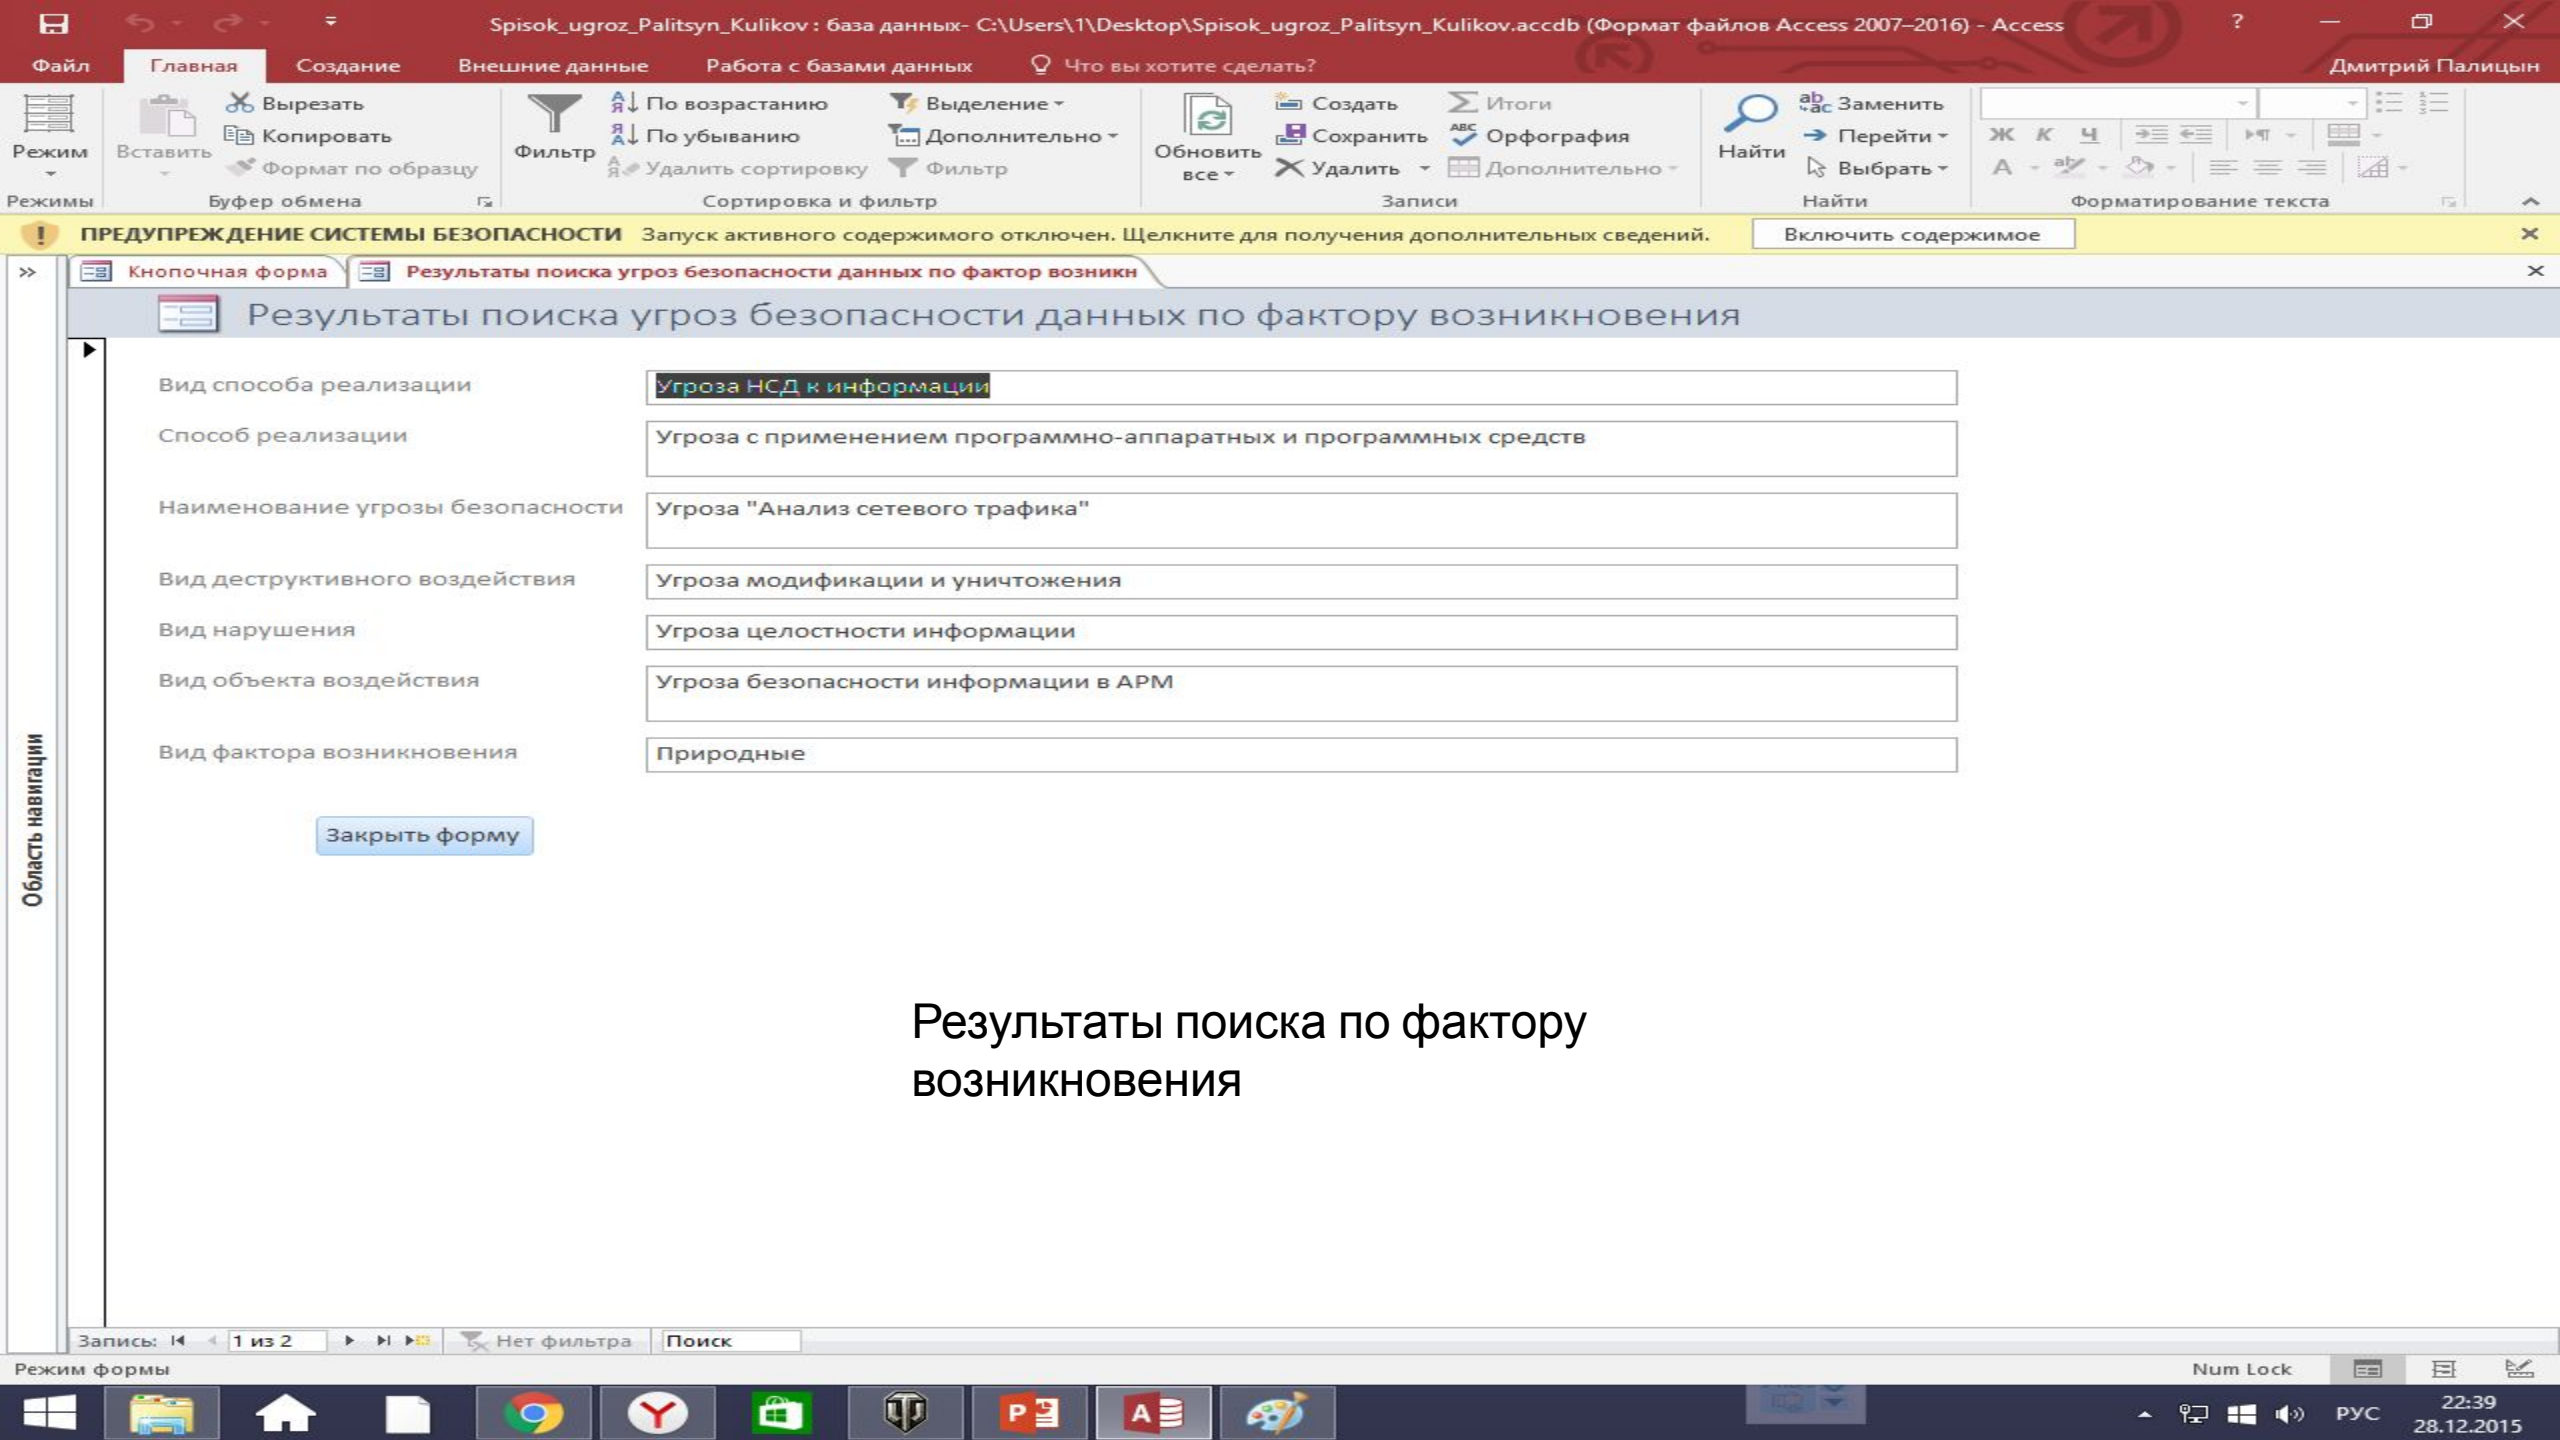 Spisok_ugroz_Palitsyn_Kulikov : база данных- C:\Users\1\Desktop\Spisok_ugroz_Palitsyn_Kulikov.accdb (Формат файлов Access 2007–2016) - Access
?
Файл Главная Создание Внешние данные Работа с базами данных Что вы хотите сделать? Дмитрий Палицын
Вырезать По возрастанию Выделение Создать Итоги Заменить
Копировать По убыванию Дополнительно Сохранить Орфография Перейти Ж К Ч
Режим Вставить Фильтр Обновить все Найти
Формат по образцу Удалить сортировку Фильтр Удалить Дополнительно Выбрать А
Режимы Буфер обмена Сортировка и фильтр Записи Найти Форматирование текста
ПРЕДУПРЕЖДЕНИЕ СИСТЕМЫ БЕЗОПАСНОСТИ Запуск активного содержимого отключен. Щелкните для получения дополнительных сведений. Включить содержимое
Кнопочная форма Результаты поиска угроз безопасности данных по фактор возникн
Результаты поиска угроз безопасности данных по фактору возникновения
Вид способа реализации Угроза НСД к информации
Способ реализации Угроза с применением программно-аппаратных и программных средств
Наименование угрозы безопасности Угроза "Анализ сетевого трафика"
Вид деструктивного воздействия Угроза модификации и уничтожения
Вид нарушения Угроза целостности информации
Вид объекта воздействия Угроза безопасности информации в АРМ
Вид фактора возникновения Природные
Закрыть форму
Область навигации
Результаты поиска по фактору
возникновения
Запись: 1 из 2 Нет фильтра Поиск
Режим формы Num Lock
РУС 22:39
28.12.2015